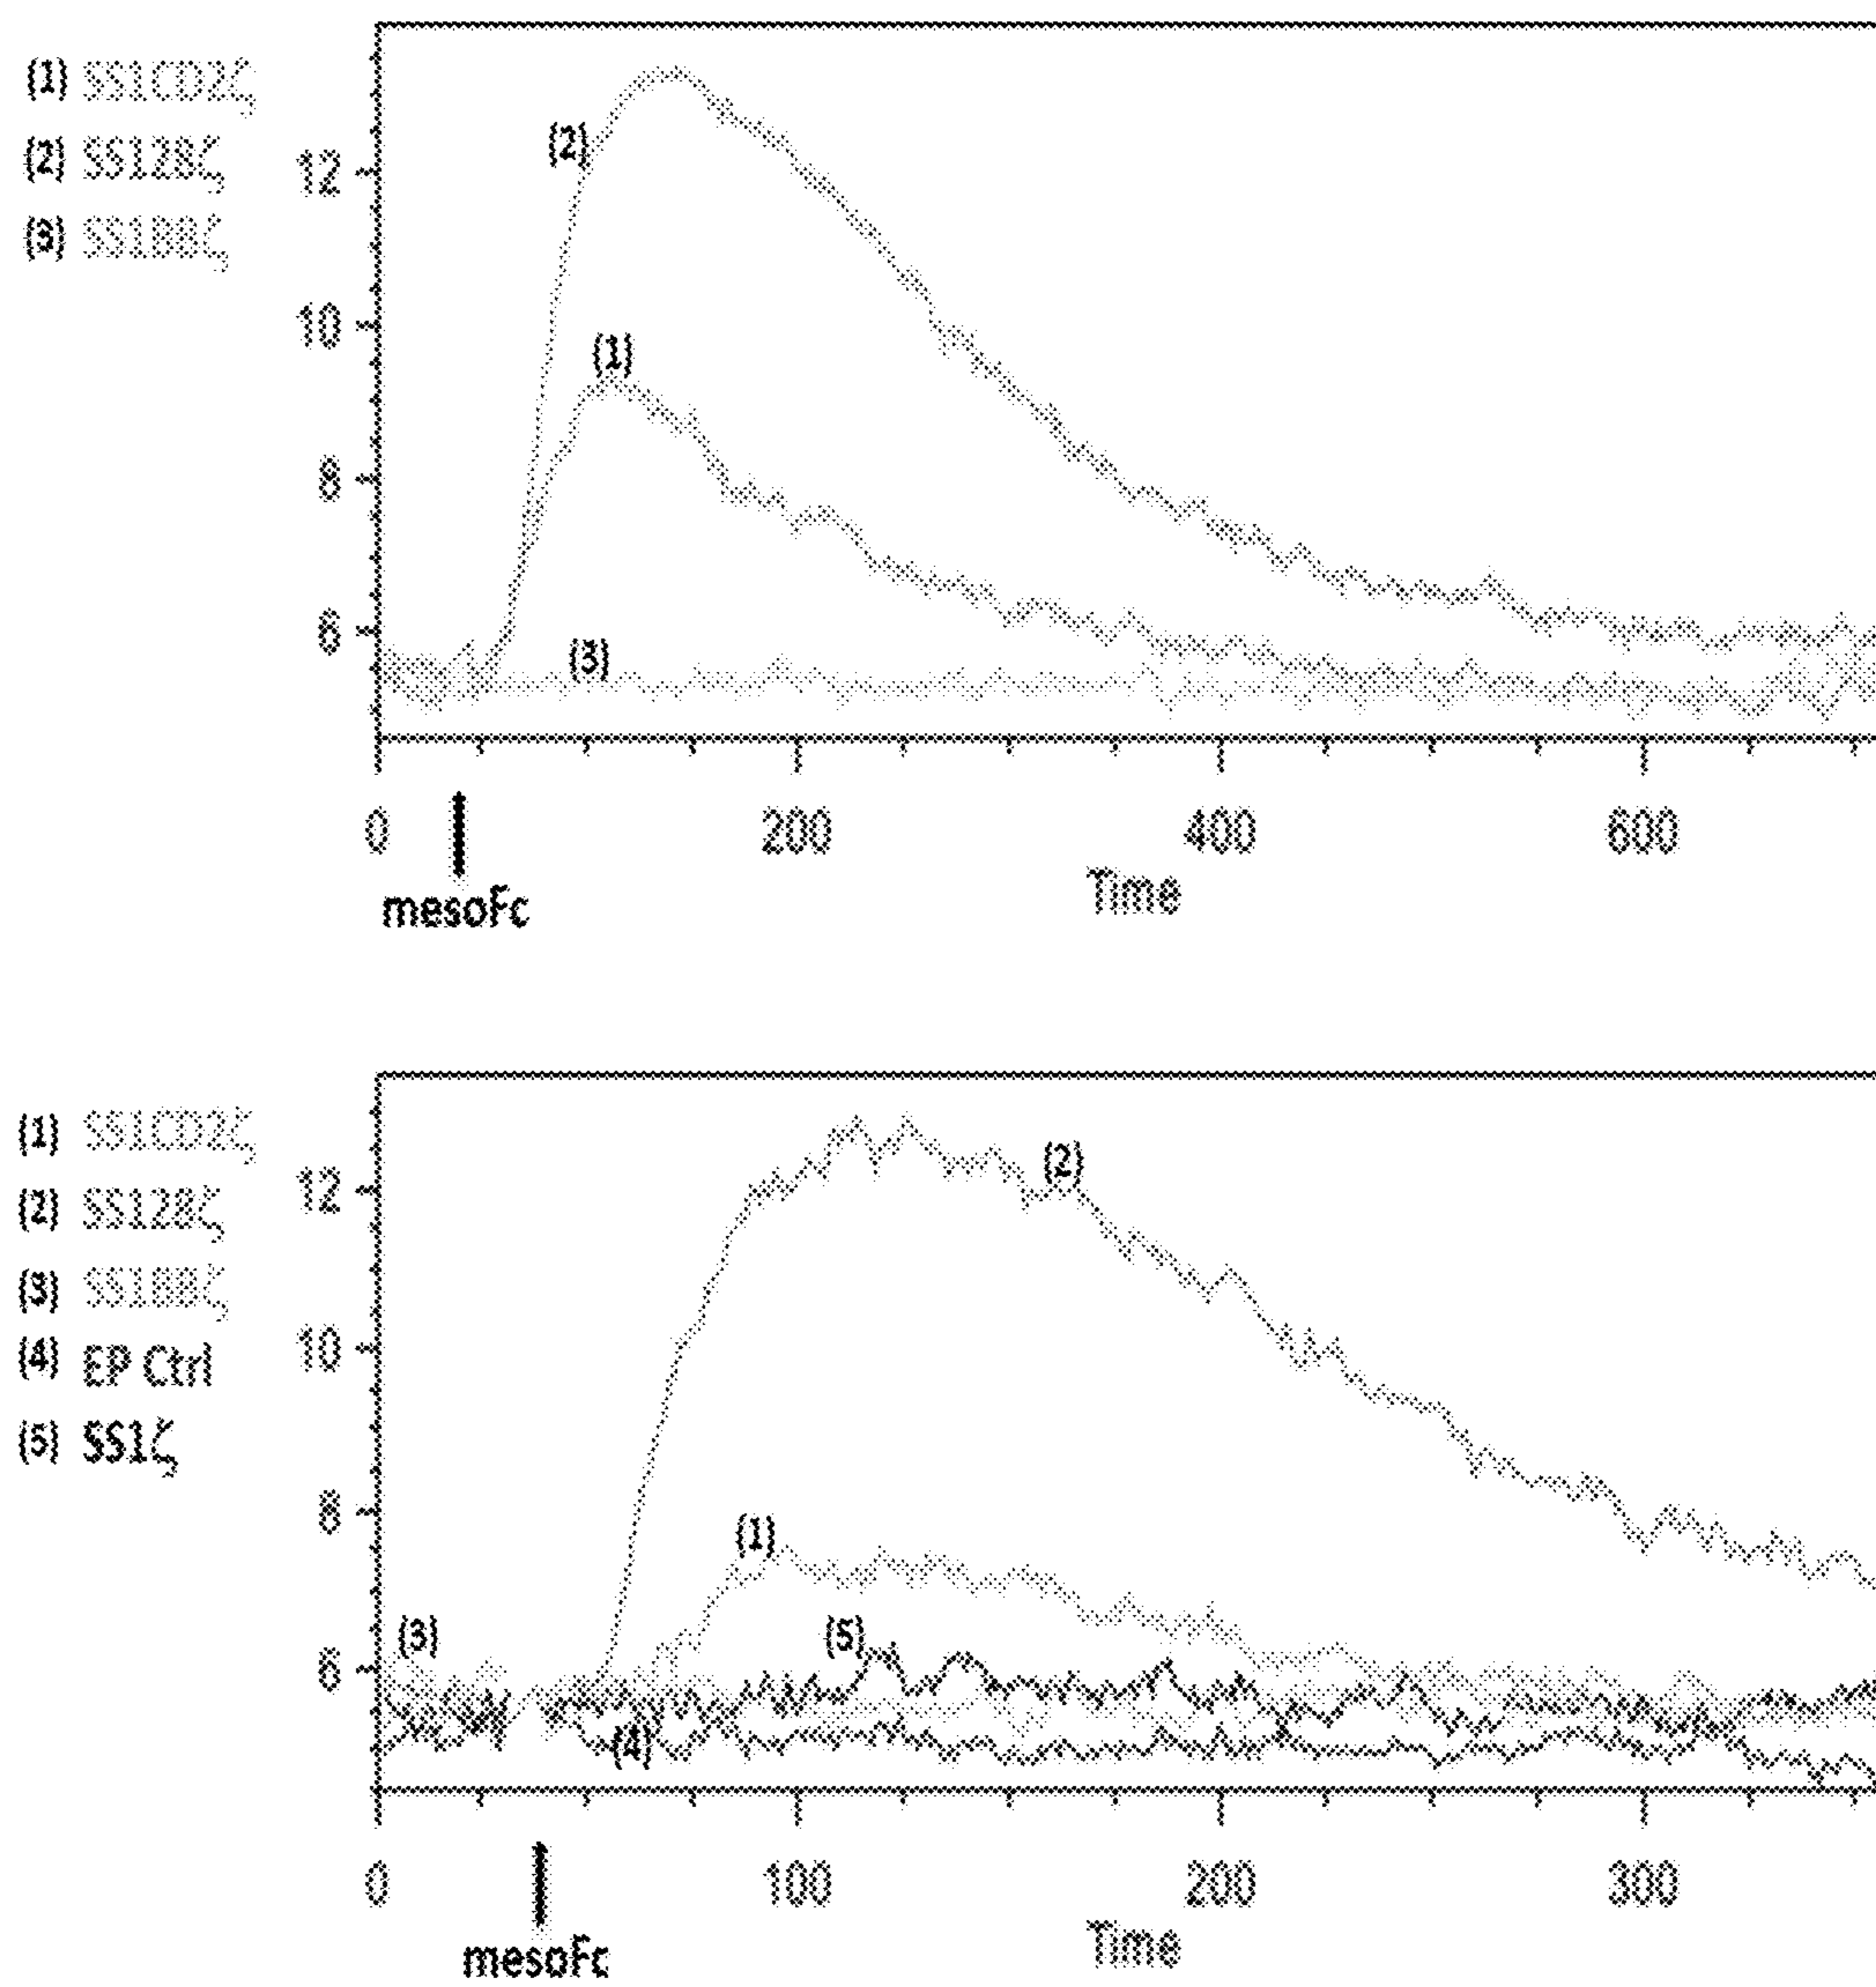 (1) SS1CD2ζ
(2) SS128ζ
(3) SS1BBζ
12
10
8
6
(2)
(1)
(3)
0 200 400 600
mesoFc
Time
(1) SS1CD2ζ
(2) SS128ζ
(3) SS1BBζ
(4) EP Ctrl
(5) SS1ζ
12
10
8
6
(2)
(1)
(3)
(5)
(4)
0 100 200 300
mesoFc
Time